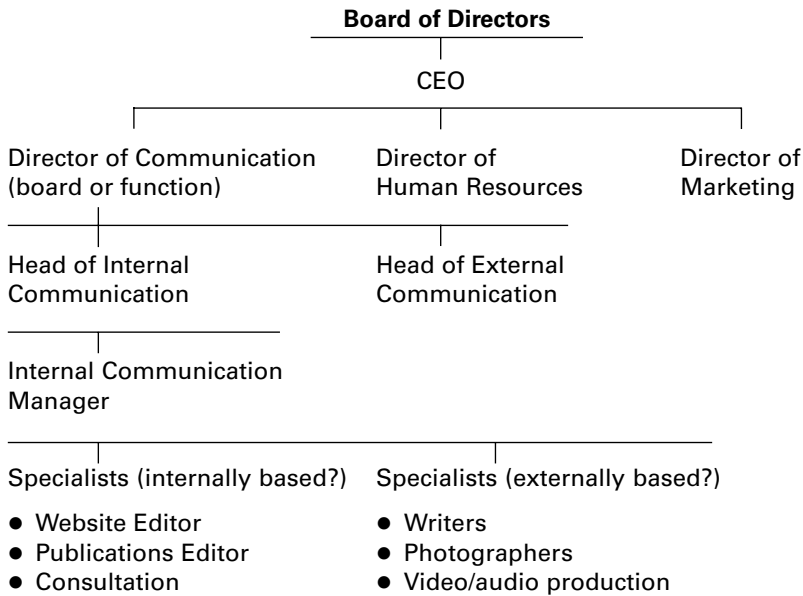 Board of Directors
CEO
Director of Communication
(board or function)
Director of
Human Resources
Director of
Marketing
Head of Internal
Communication
Head of External
Communication
Internal Communication
Manager
Specialists (internally based?)
● Website Editor
● Publications Editor
● Consultation
Specialists (externally based?)
● Writers
● Photographers
● Video/audio production